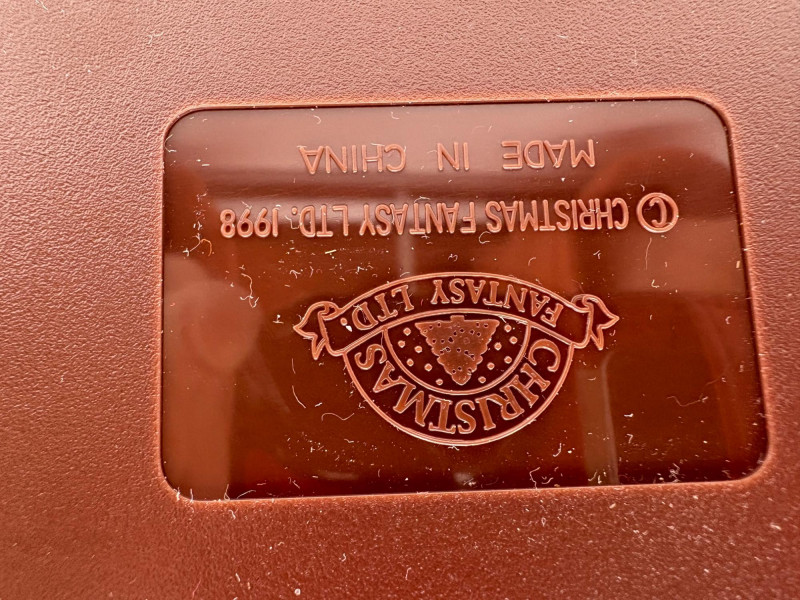 CHRISTMAS
FANTASY LTD.
© CHRISTMAS FANTASY LTD. 1998
MADE IN CHINA